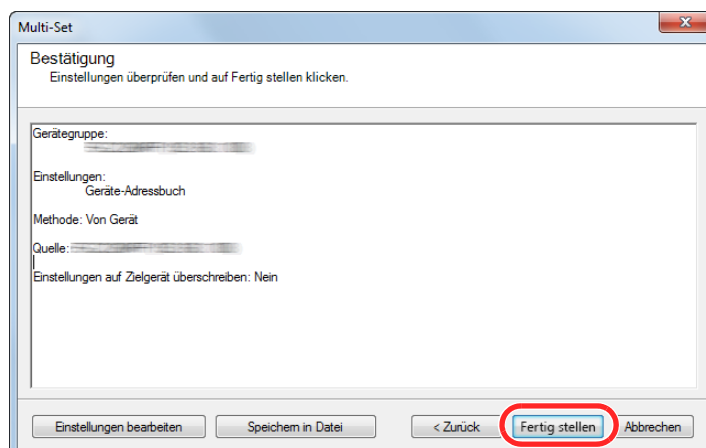 Multi-Set
Bestätigung
Einstellungen überprüfen und auf Fertig stellen klicken.
Gerätegruppe:
Einstellungen:
Geräte-Adressbuch
Methode: Von Gerät
Quelle:
Einstellungen auf Zielgerät überschreiben: Nein
Einstellungen bearbeiten
Speichern in Datei
< Zurück
Fertig stellen
Abbrechen